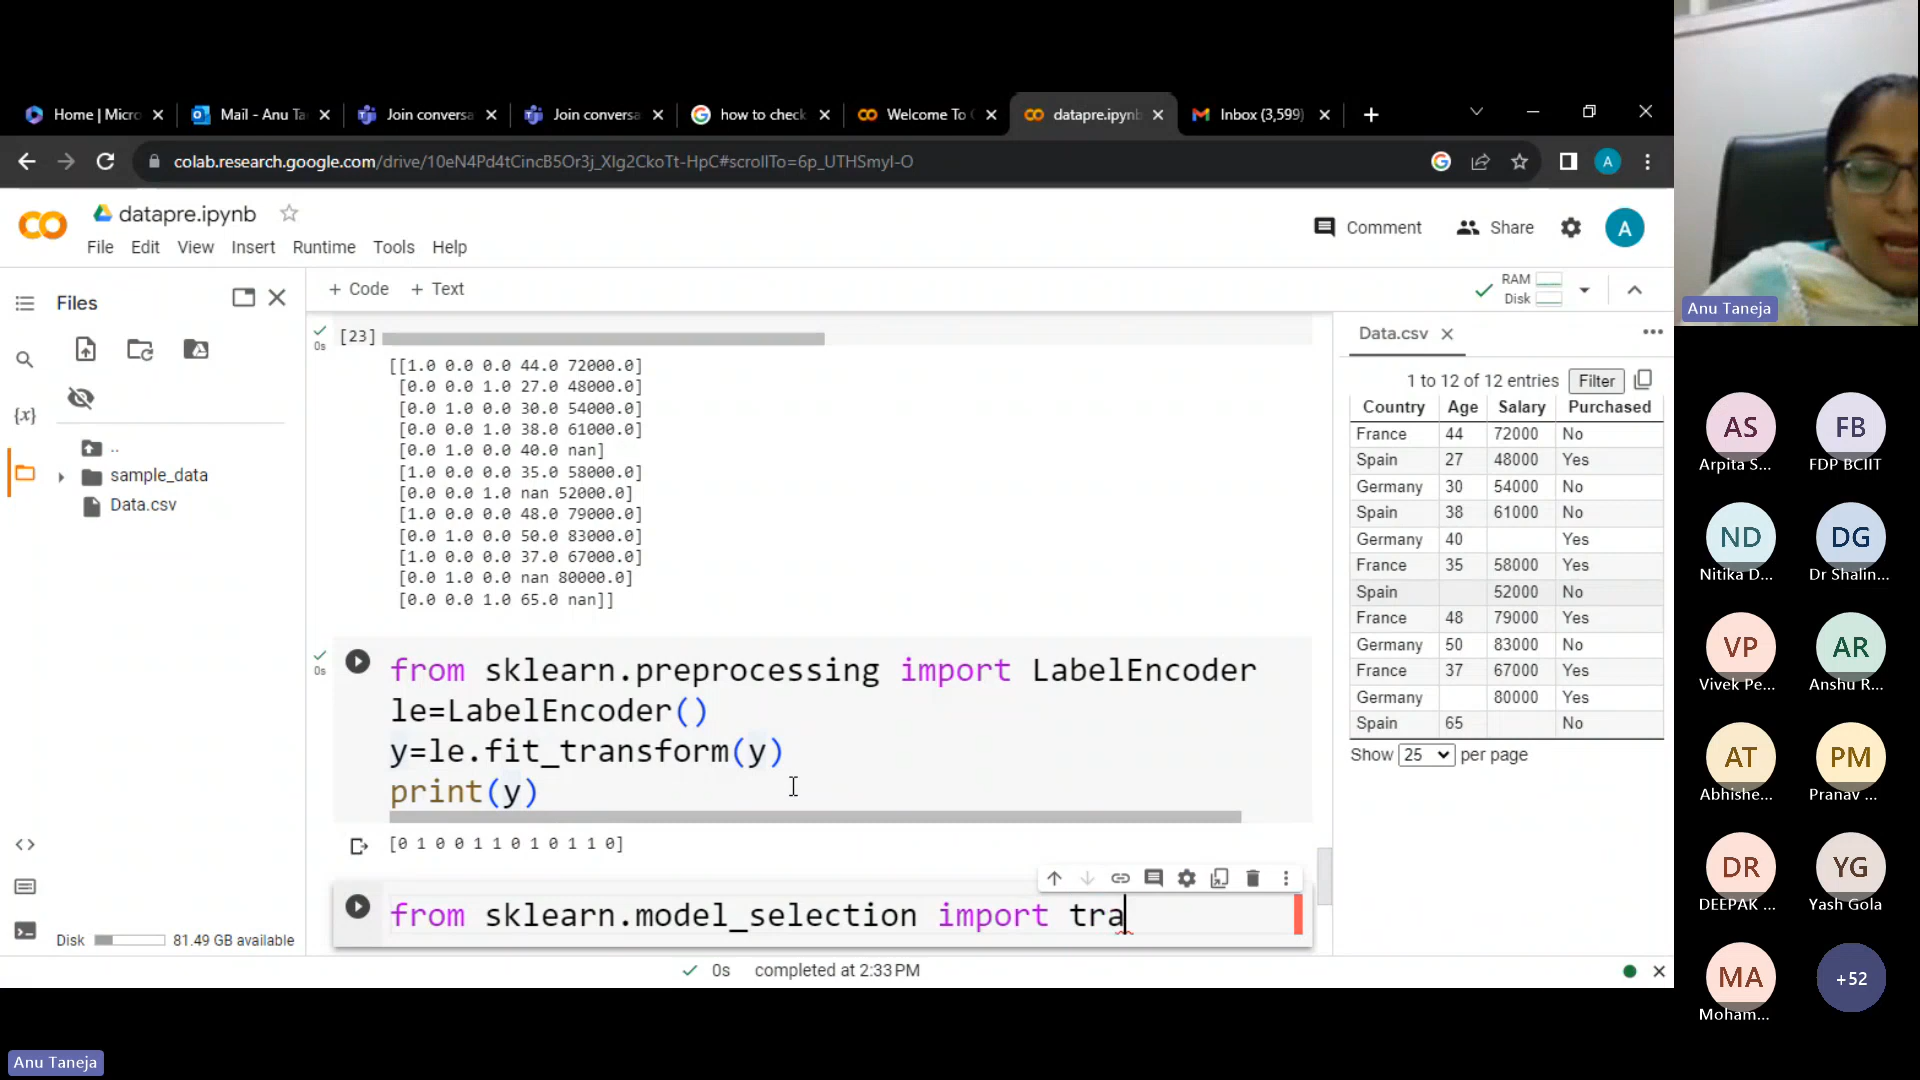 Home | Micro
Mail - Anu Ta
Join conversa
Join conversa
how to check
Welcome To C
datapre.ipynb
Inbox (3,599)
colab.research.google.com/drive/10eN4Pd4tCincB5Or3j_XIg2CkoTt-HpC#scrollTo=6p_UTHSmyI-O
A
CO
datapre.ipynb
Comment
Share
A
File Edit View Insert Runtime Tools Help
Files
+ Code + Text
RAM
Disk
{x}
..
sample_data
Data.csv
Disk
81.49 GB available
0s
[23]
[[1.0 0.0 0.0 44.0 72000.0]
[0.0 0.0 1.0 27.0 48000.0]
[0.0 1.0 0.0 30.0 54000.0]
[0.0 0.0 1.0 38.0 61000.0]
[0.0 1.0 0.0 40.0 nan]
[1.0 0.0 0.0 35.0 58000.0]
[0.0 0.0 1.0 nan 52000.0]
[1.0 0.0 0.0 48.0 79000.0]
[0.0 1.0 0.0 50.0 83000.0]
[1.0 0.0 0.0 37.0 67000.0]
[0.0 1.0 0.0 nan 80000.0]
[0.0 0.0 1.0 65.0 nan]]
0s
from sklearn.preprocessing import LabelEncoder
le=LabelEncoder()
y=le.fit_transform(y)
print(y)
[0 1 0 0 1 1 0 1 0 1 1 0]
from sklearn.model_selection import tra
0s completed at 2:33 PM
Data.csv
1 to 12 of 12 entries Filter
Country Age Salary Purchased
France 44 72000 No
Spain 27 48000 Yes
Germany 30 54000 No
Spain 38 61000 No
Germany 40 Yes
France 35 58000 Yes
Spain 52000 No
France 48 79000 Yes
Germany 50 83000 No
France 37 67000 Yes
Germany 80000 Yes
Spain 65 No
Show 25 per page
Anu Taneja
AS
Arpita S...
FB
FDP BCIIT
ND
Nitika D...
DG
Dr Shalin...
VP
Vivek Pe...
AR
Anshu R...
AT
Abhishe...
PM
Pranav ...
DR
DEEPAK ...
YG
Yash Gola
MA
Moham...
+52
Anu Taneja